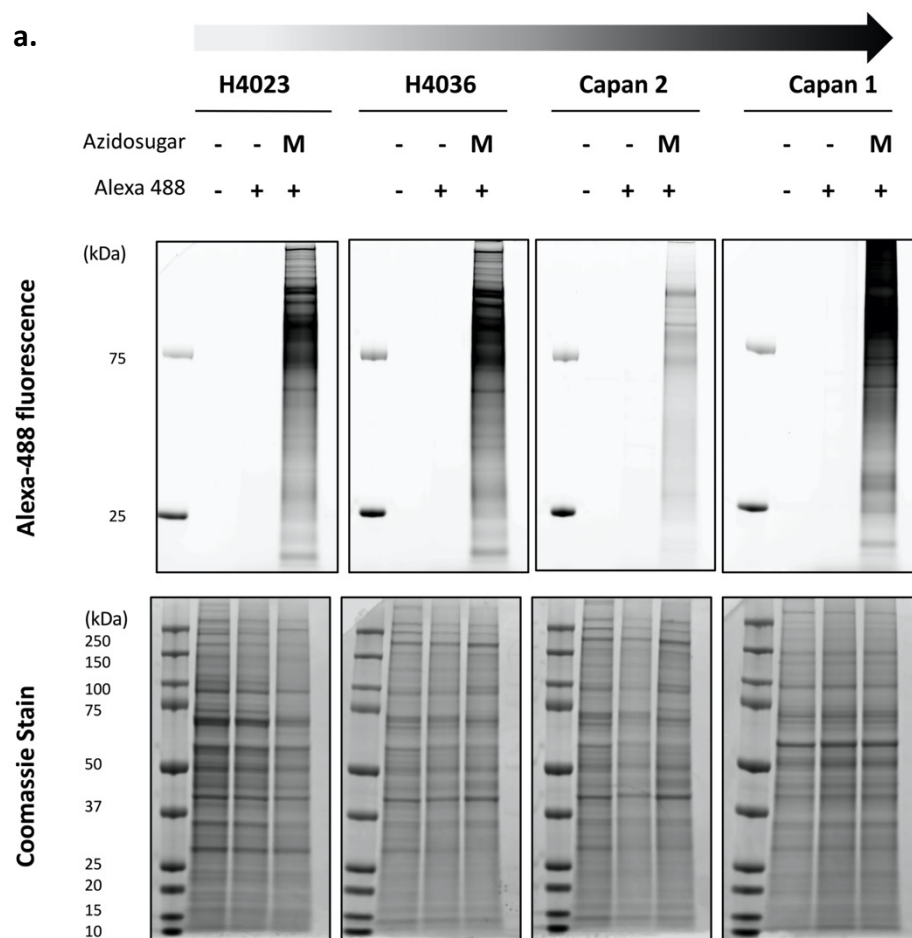 a.
H4023 H4036 Capan 2 Capan 1
Azidosugar - - M - - M - - M - - M
Alexa 488 - + + - + + - + + - + +
(kDa)
75
25
Alexa-488 fluorescence
(kDa)
250
150
100
75
50
37
25
20
15
10
Coomassie Stain